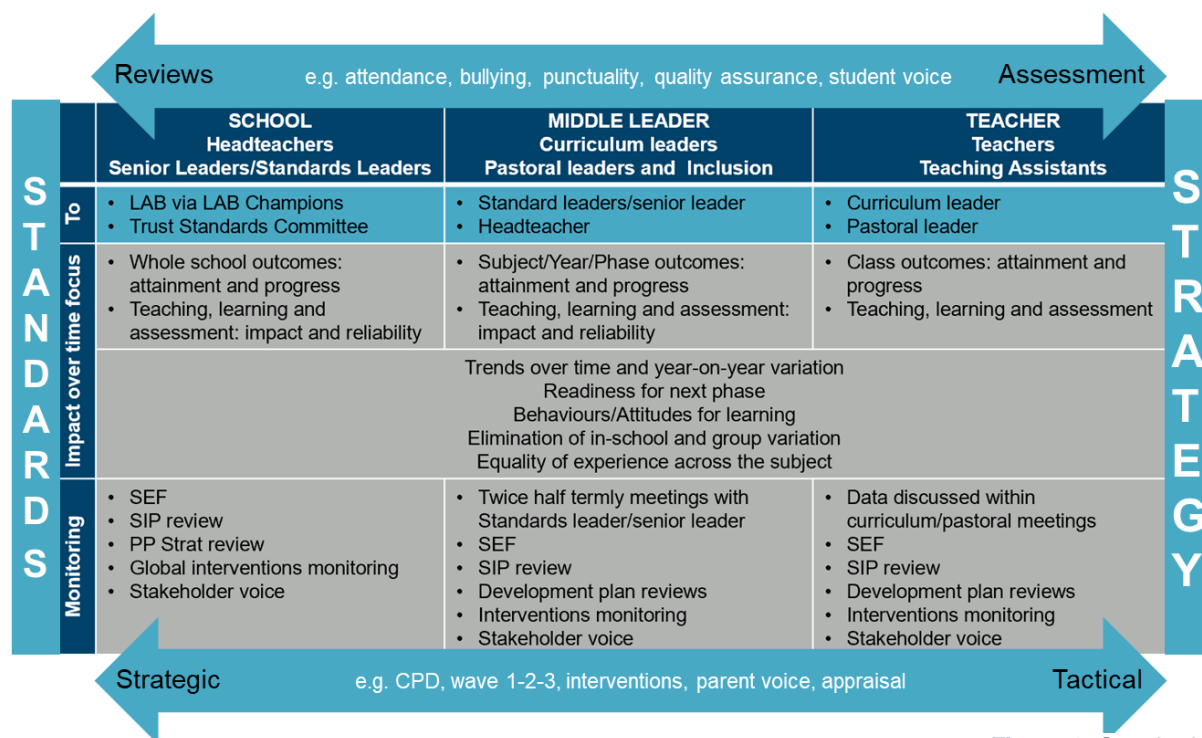 Reviews
e.g. attendance, bullying, punctuality, quality assurance, student voice
Assessment
STANDARDS
SCHOOL
Headteachers
Senior Leaders/Standards Leaders
MIDDLE LEADER
Curriculum leaders
Pastoral leaders and Inclusion
TEACHER
Teachers
Teaching Assistants
To
• LAB via LAB Champions
• Trust Standards Committee
• Standard leaders/senior leader
• Headteacher
• Curriculum leader
• Pastoral leader
Impact over time focus
• Whole school outcomes:
attainment and progress
• Teaching, learning and
assessment: impact and reliability
• Subject/Year/Phase outcomes:
attainment and progress
• Teaching, learning and assessment:
impact and reliability
• Class outcomes: attainment and
progress
• Teaching, learning and assessment
Trends over time and year-on-year variation
Readiness for next phase
Behaviours/Attitudes for learning
Elimination of in-school and group variation
Equality of experience across the subject
Monitoring
• SEF
• SIP review
• PP Strat review
• Global interventions monitoring
• Stakeholder voice
• Twice half termly meetings with
Standards leader/senior leader
• SEF
• SIP review
• Development plan reviews
• Interventions monitoring
• Stakeholder voice
• Data discussed within
curriculum/pastoral meetings
• SEF
• SIP review
• Development plan reviews
• Interventions monitoring
• Stakeholder voice
STRATEGY
Strategic
e.g. CPD, wave 1-2-3, interventions, parent voice, appraisal
Tactical